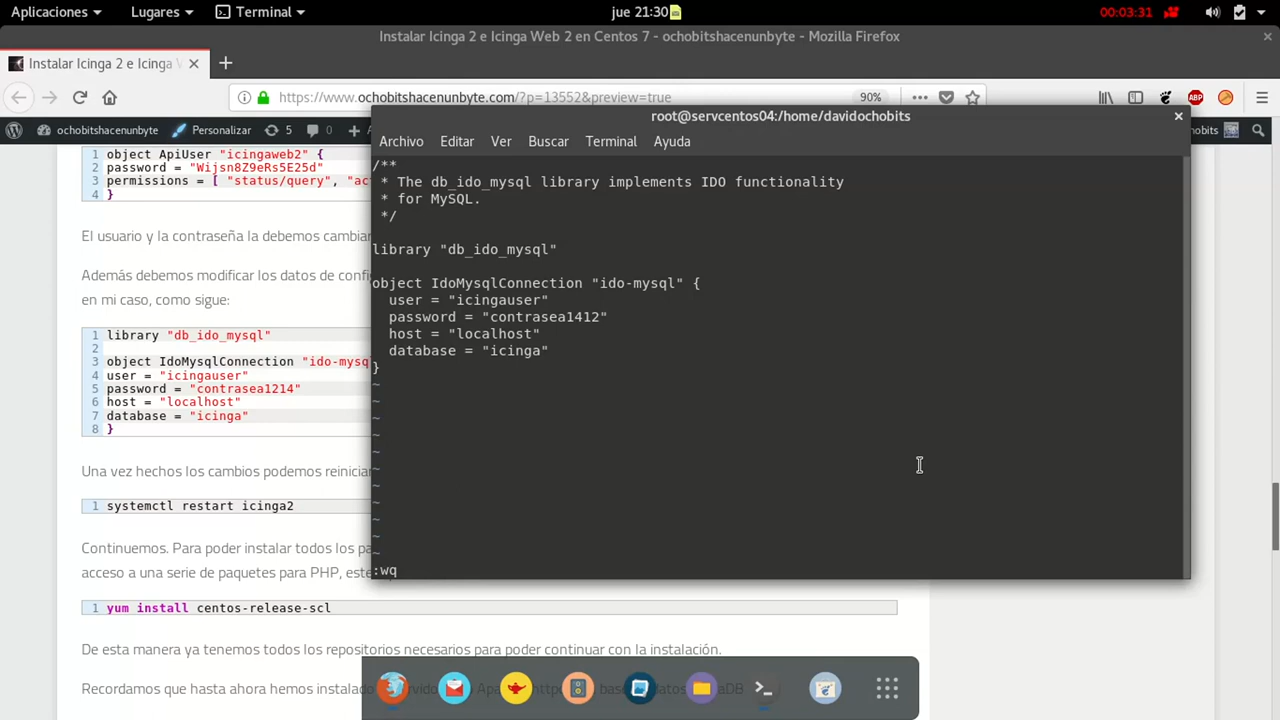 Aplicaciones Lugares Terminal jue 21:30 00:03:31
Instalar Icinga 2 e Icinga Web 2 en Centos 7 - ochobitshacenunbyte - Mozilla Firefox
Instalar Icinga 2 e Icinga
https://www.ochobitshacenunbyte.com/?p=13552&preview=true 90% ABP
ochobitshacenunbyte Personalizar 5 0
root@servcentos04:/home/davidochobits
Archivo Editar Ver Buscar Terminal Ayuda
/**
* The db_ido_mysql library implements IDO functionality
* for MySQL.
*/
library "db_ido_mysql"
object IdoMysqlConnection "ido-mysql" {
user = "icingauser"
password = "contrasea1412"
host = "localhost"
database = "icinga"
}
~
~
~
~
~
~
~
~
~
~
~
:wq
1 object ApiUser "icingaweb2" {
2 password = "Wijsn8Z9eRs5E25d"
3 permissions = [ "status/query",
4 }
El usuario y la contraseña la debemos
Además debemos modificar los datos de
en mi caso, como sigue:
1 library "db_ido_mysql"
2
3 object IdoMysqlConnection
4 user = "icingauser"
5 password = "contrasea1214"
6 host = "localhost"
7 database = "icinga"
8 }
Una vez hechos los cambios podemos
1 systemctl restart icinga2
Continuemos. Para poder instalar todos los
acceso a una serie de paquetes para PHP,
1 yum install centos-release-scl
De esta manera ya tenemos todos los repositorios necesarios para poder continuar con la instalación.
Recordamos que hasta ahora hemos instalado